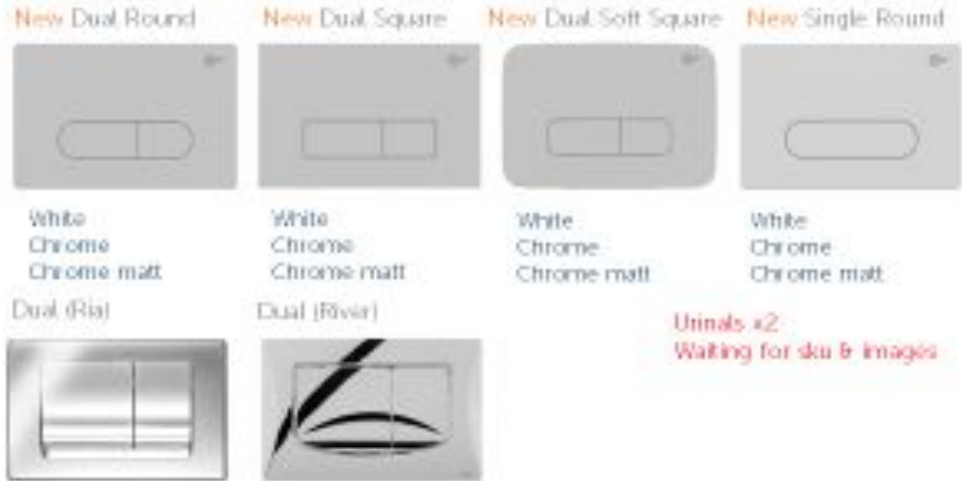 New Dual Round
New Dual Square
New Dual Soft Square
New Single Round
White
Chrome
Chrome matt
White
Chrome
Chrome matt
White
Chrome
Chrome matt
White
Chrome
Chrome matt
Dual (Ria)
Dual (River)
Urinals x2
Waiting for sku & images